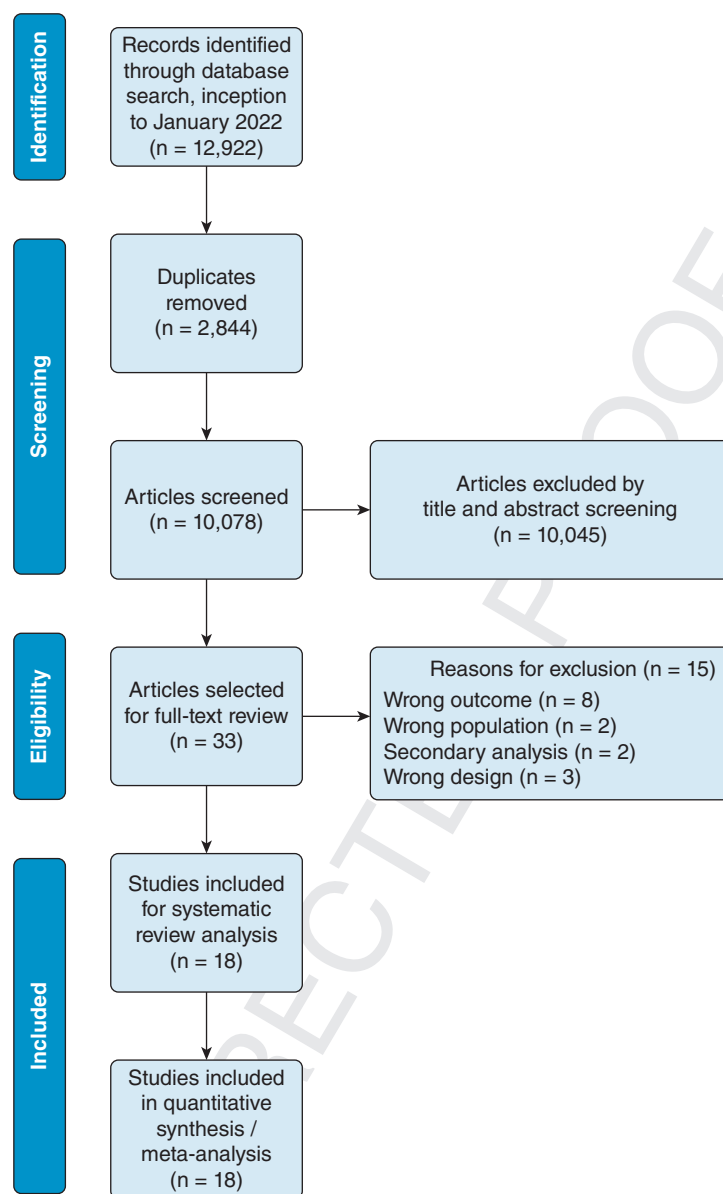 Identification
Records identified
through database
search, inception
to January 2022
(n = 12,922)
Screening
Duplicates
removed
(n = 2,844)
Articles screened
(n = 10,078)
Articles excluded by
title and abstract screening
(n = 10,045)
Eligibility
Articles selected
for full-text review
(n = 33)
Reasons for exclusion (n = 15)
Wrong outcome (n = 8)
Wrong population (n = 2)
Secondary analysis (n = 2)
Wrong design (n = 3)
Included
Studies included
for systematic
review analysis
(n = 18)
Studies included
in quantitative
synthesis /
meta-analysis
(n = 18)
RECTE PROOF